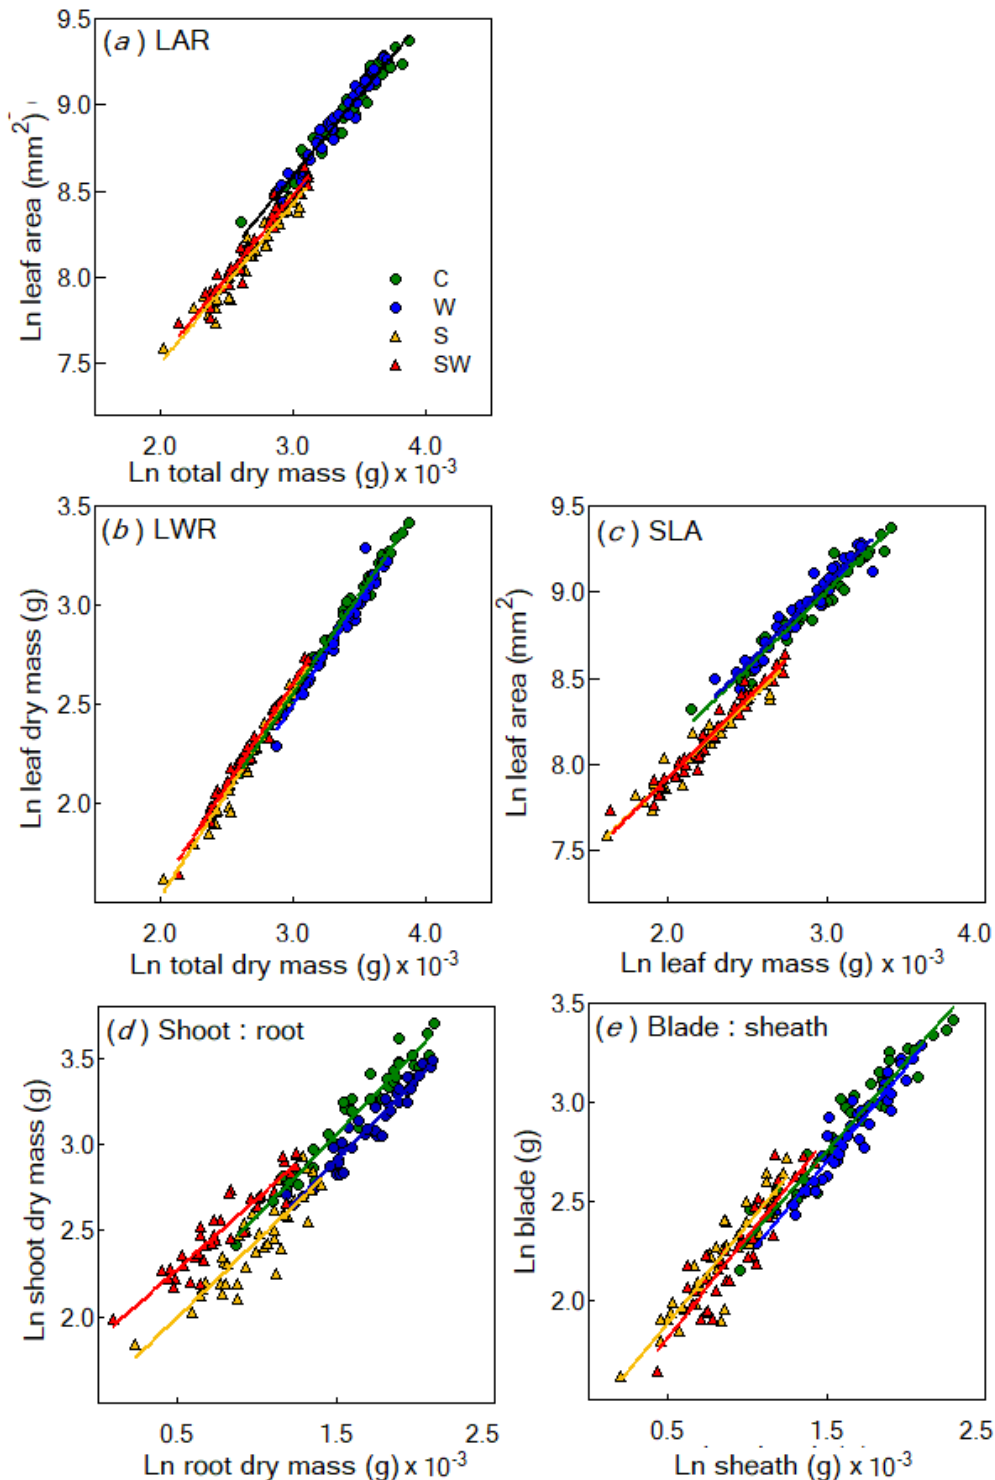 (a) LAR
9.5
9.0
8.5
8.0
7.5
Ln leaf area (mm2)
C
W
S
SW
2.0 3.0 4.0
Ln total dry mass (g) x 10-3
(b) LWR
3.5
3.0
2.5
2.0
Ln leaf dry mass (g)
2.0 3.0 4.0
Ln total dry mass (g) x 10-3
(c) SLA
9.5
9.0
8.5
8.0
7.5
Ln leaf area (mm2)
2.0 3.0 4.0
Ln leaf dry mass (g) x 10-3
(d) Shoot : root
3.5
3.0
2.5
2.0
Ln shoot dry mass (g)
0.5 1.5 2.5
Ln root dry mass (g) x 10-3
(e) Blade : sheath
3.5
3.0
2.5
2.0
Ln blade (g)
0.5 1.5 2.5
Ln sheath (g) x 10-3